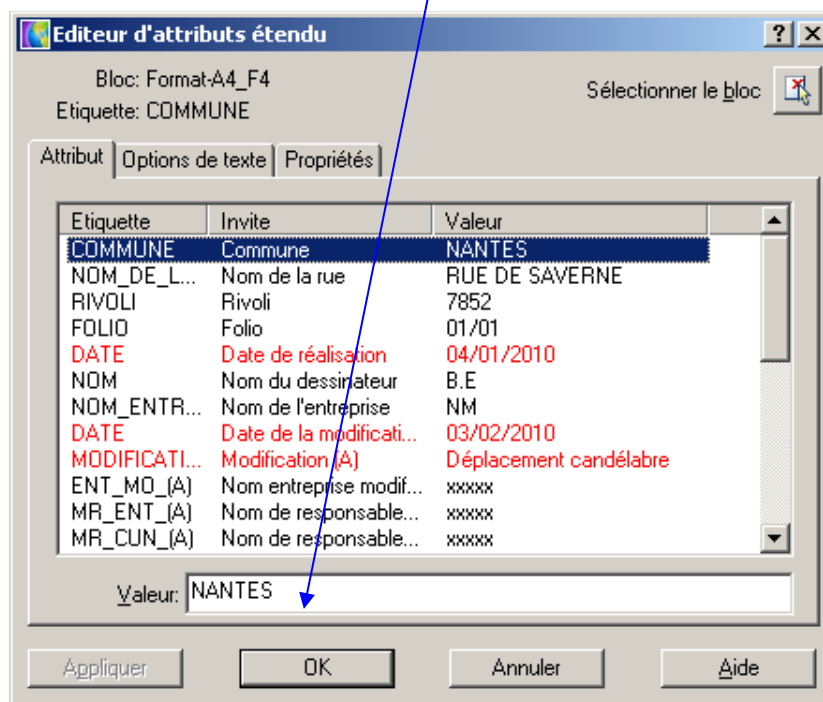 Editeur d'attributs étendu
Bloc: Format-A4_F4
Sélectionner le bloc
Etiquette: COMMUNE
Attribut Options de texte Propriétés
Etiquette Invite Valeur
COMMUNE Commune NANTES
NOM_DE_L... Nom de la rue RUE DE SAVERNE
RIVOLI Rivoli 7852
FOLIO Folio 01/01
DATE Date de réalisation 04/01/2010
NOM Nom du dessinateur B.E
NOM_ENTR... Nom de l'entreprise NM
DATE Date de la modificati... 03/02/2010
MODIFICATI... Modification (A) Déplacement candélabre
ENT_MO_(A) Nom entreprise modif... xxxxx
MR_ENT_(A) Nom de responsable... xxxxx
MR_CUN_(A) Nom de responsable... xxxxx
Valeur: NANTES
Appliquer OK Annuler Aide